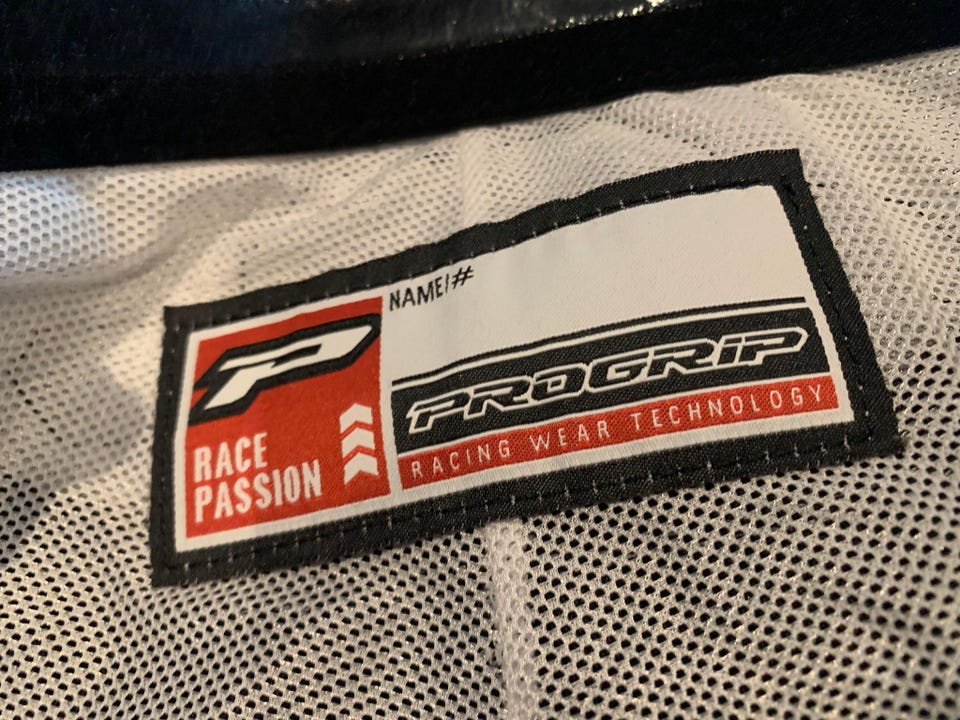 NAME/#
P
RACE
PASSION
PROGRIP
RACING WEAR TECHNOLOGY